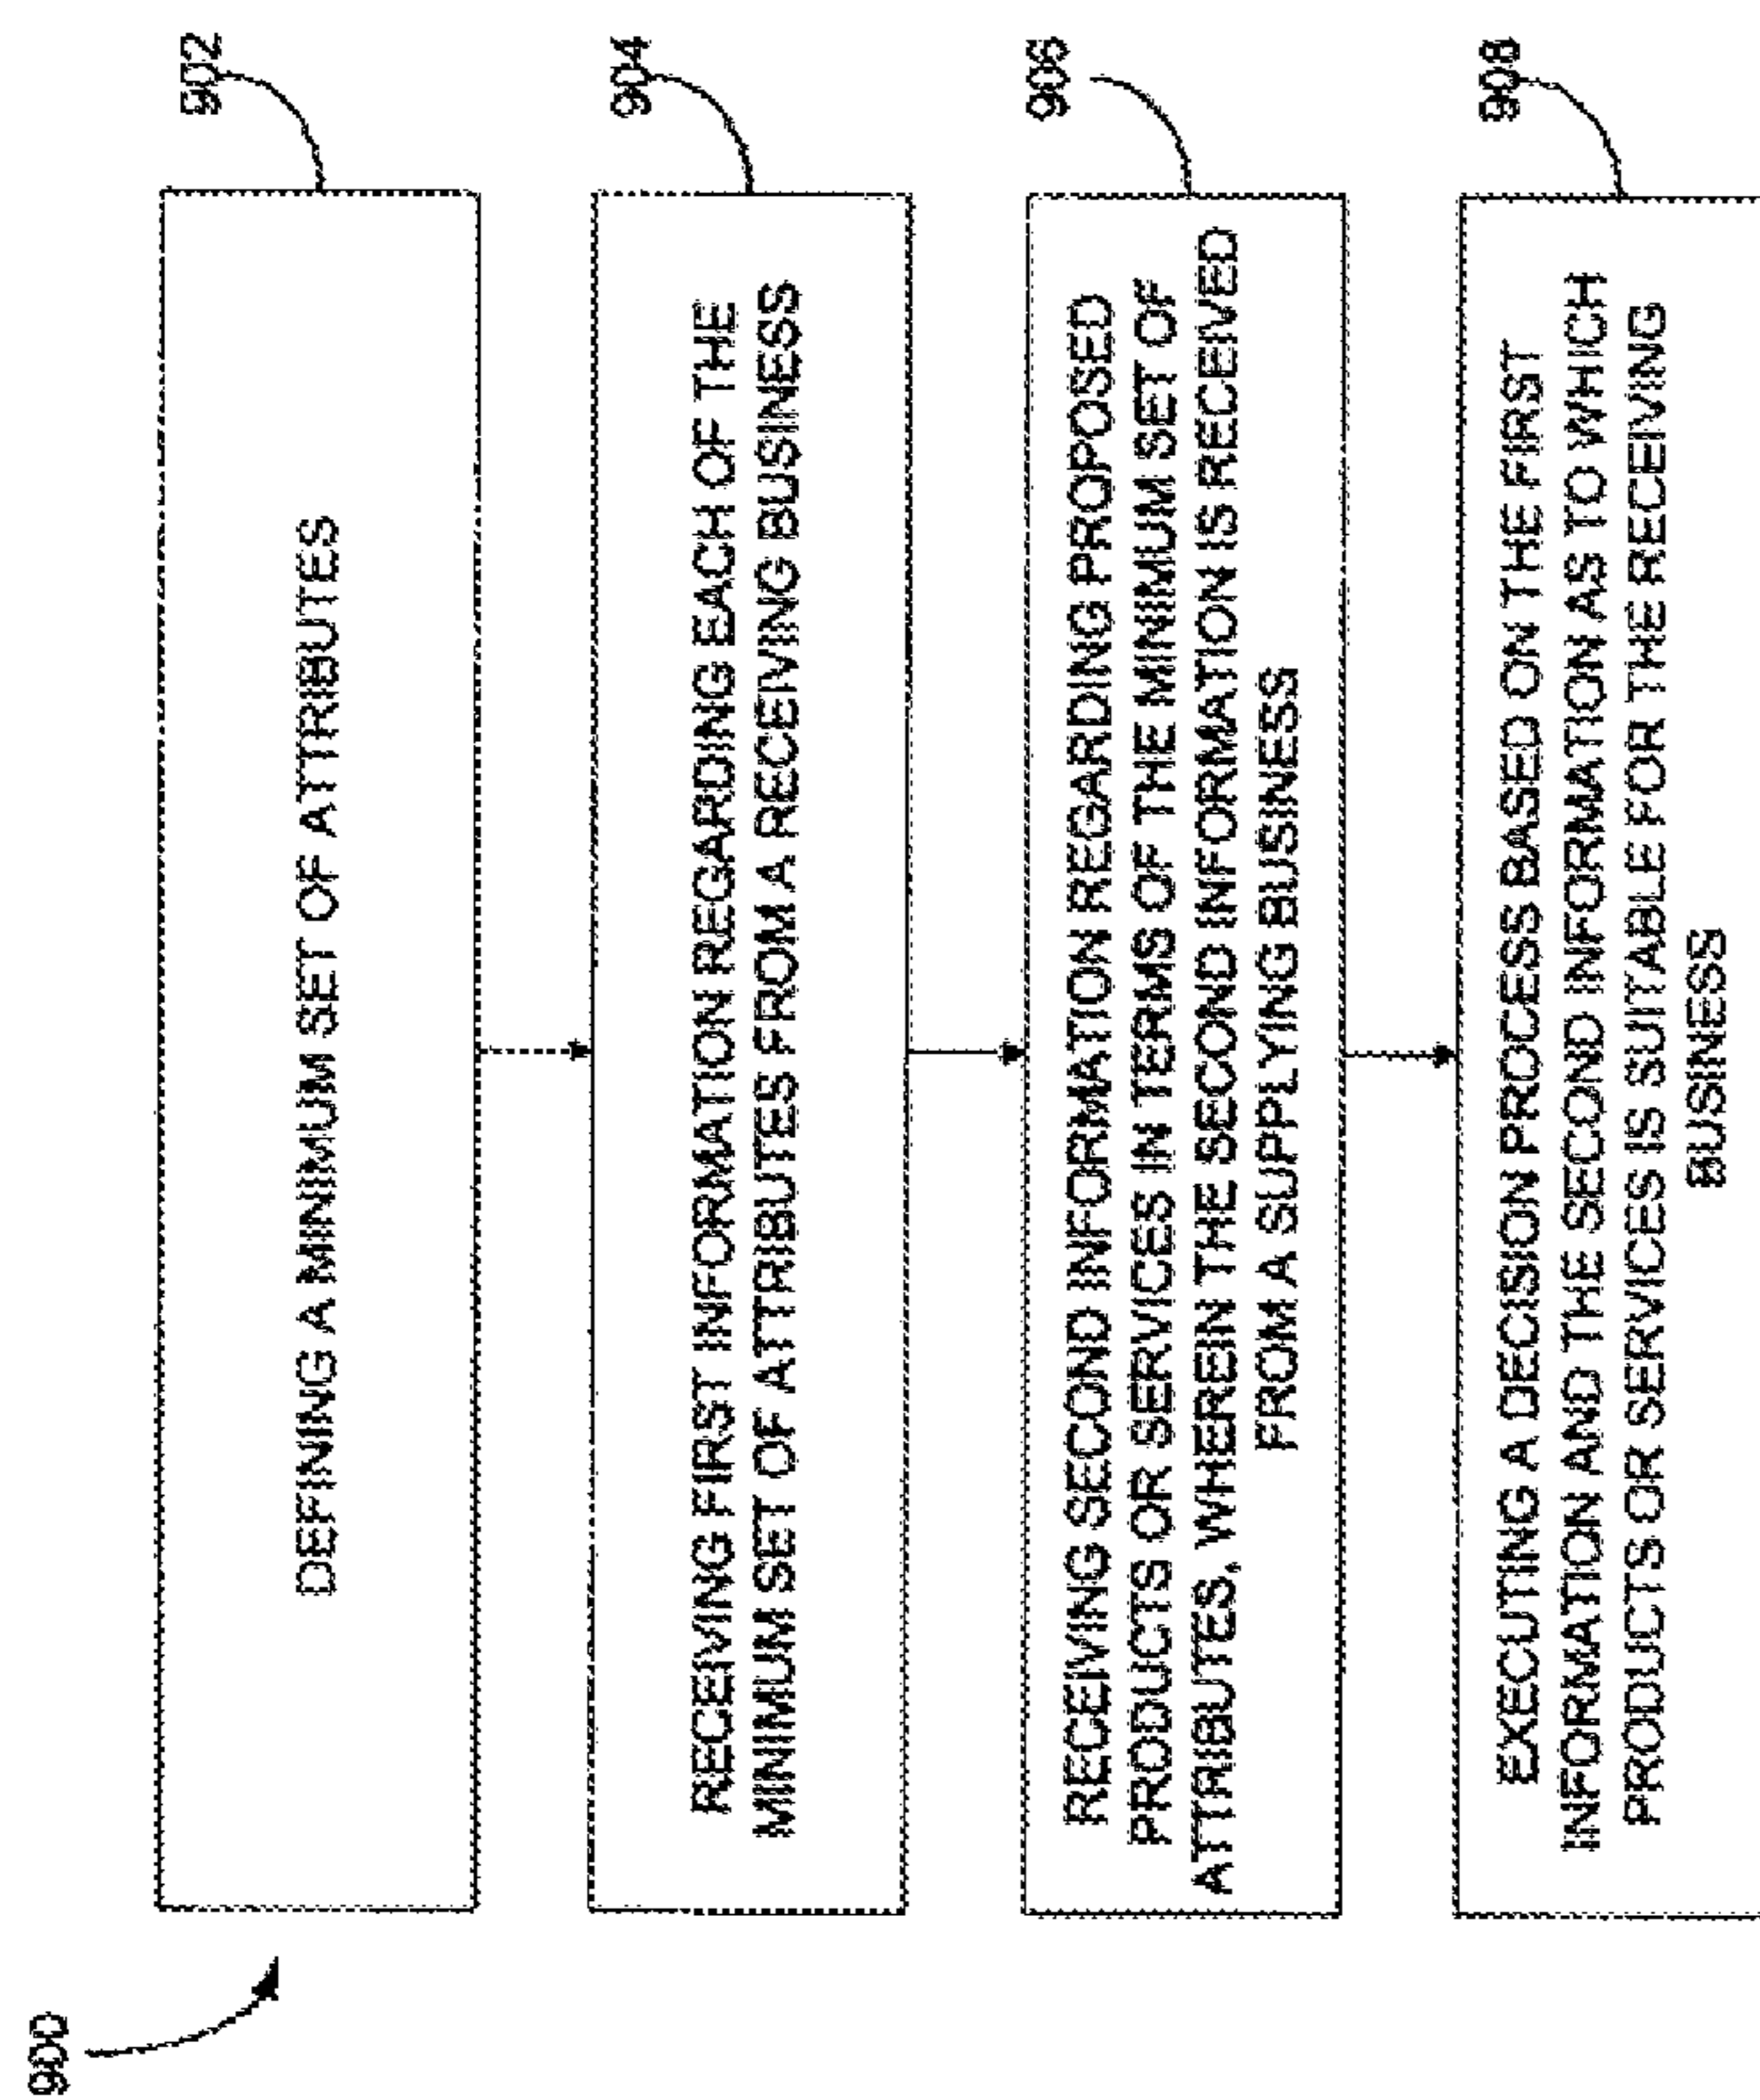 900
902
DEFINING A MINIMUM SET OF ATTRIBUTES
904
RECEIVING FIRST INFORMATION REGARDING EACH OF THE
MINIMUM SET OF ATTRIBUTES FROM A RECEIVING BUSINESS
906
RECEIVING SECOND INFORMATION REGARDING PROPOSED
PRODUCTS OR SERVICES IN TERMS OF THE MINIMUM SET OF
ATTRIBUTES, WHEREIN THE SECOND INFORMATION IS RECEIVED
FROM A SUPPLYING BUSINESS
908
EXECUTING A DECISION PROCESS BASED ON THE FIRST
INFORMATION AND THE SECOND INFORMATION AS TO WHICH
PRODUCTS OR SERVICES IS SUITABLE FOR THE RECEIVING
BUSINESS